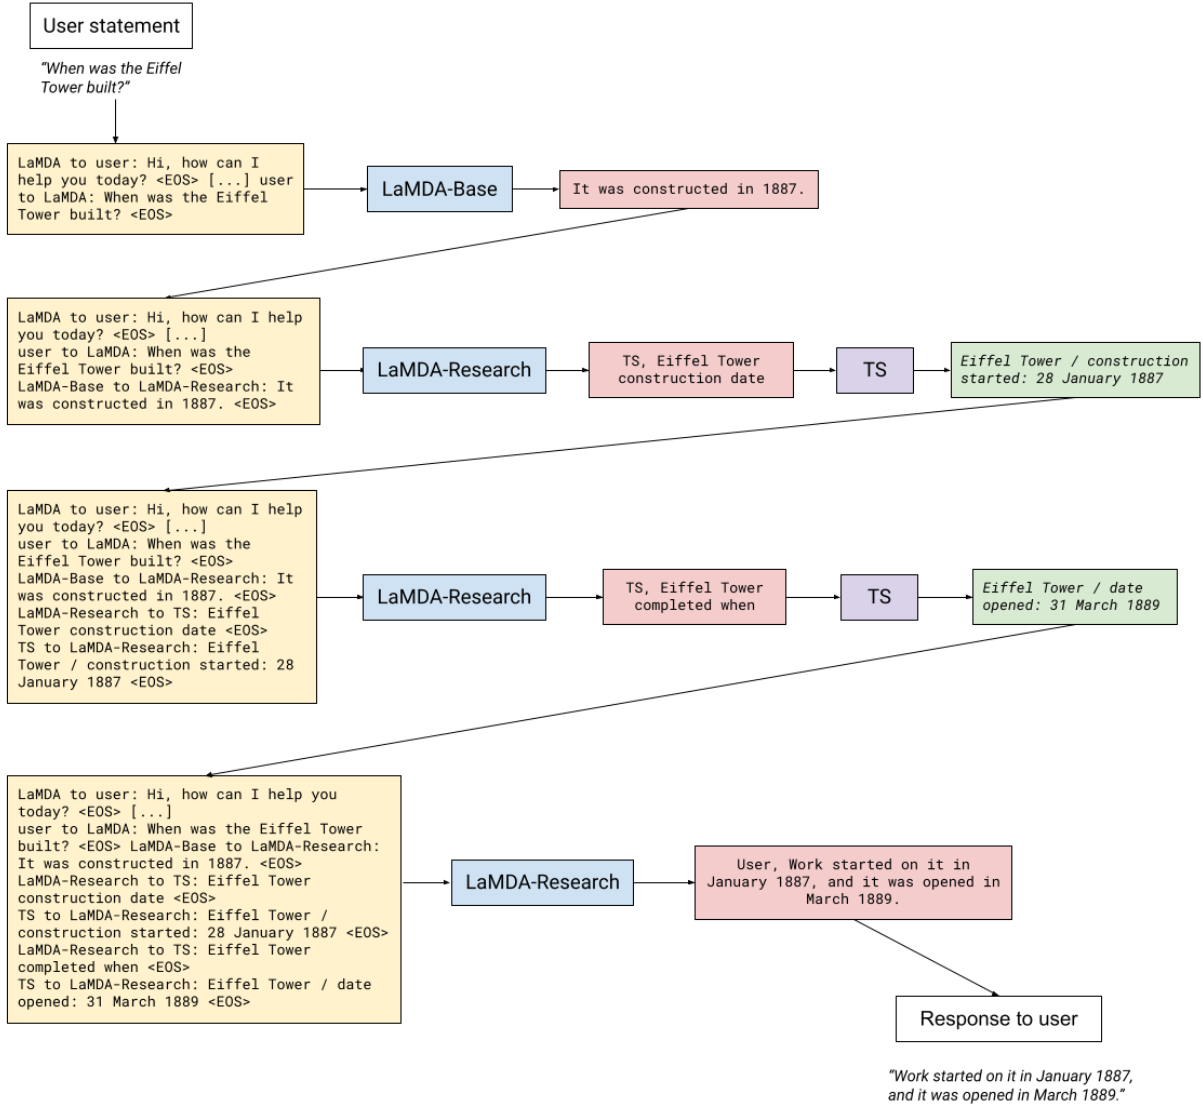 User statement
“When was the Eiffel
Tower built?”
LaMDA to user: Hi, how can I
help you today? <EOS> [...] user
to LaMDA: When was the Eiffel
Tower built? <EOS>
LaMDA-Base
It was constructed in 1887.
LaMDA to user: Hi, how can I help
you today? <EOS> [...]
user to LaMDA: When was the
Eiffel Tower built? <EOS>
LaMDA-Base to LaMDA-Research: It
was constructed in 1887. <EOS>
LaMDA-Research
TS, Eiffel Tower
construction date
TS
Eiffel Tower / construction
started: 28 January 1887
LaMDA to user: Hi, how can I help
you today? <EOS> [...]
user to LaMDA: When was the
Eiffel Tower built? <EOS>
LaMDA-Base to LaMDA-Research: It
was constructed in 1887. <EOS>
LaMDA-Research to TS: Eiffel
Tower construction date <EOS>
TS to LaMDA-Research: Eiffel
Tower / construction started: 28
January 1887 <EOS>
LaMDA-Research
TS, Eiffel Tower
completed when
TS
Eiffel Tower / date
opened: 31 March 1889
LaMDA to user: Hi, how can I help you
today? <EOS> [...]
user to LaMDA: When was the Eiffel Tower
built? <EOS> LaMDA-Base to LaMDA-Research:
It was constructed in 1887. <EOS>
LaMDA-Research to TS: Eiffel Tower
construction date <EOS>
TS to LaMDA-Research: Eiffel Tower /
construction started: 28 January 1887 <EOS>
LaMDA-Research to TS: Eiffel Tower
completed when <EOS>
TS to LaMDA-Research: Eiffel Tower / date
opened: 31 March 1889 <EOS>
LaMDA-Research
User, Work started on it in
January 1887, and it was opened in
March 1889.
Response to user
“Work started on it in January 1887,
and it was opened in March 1889.”